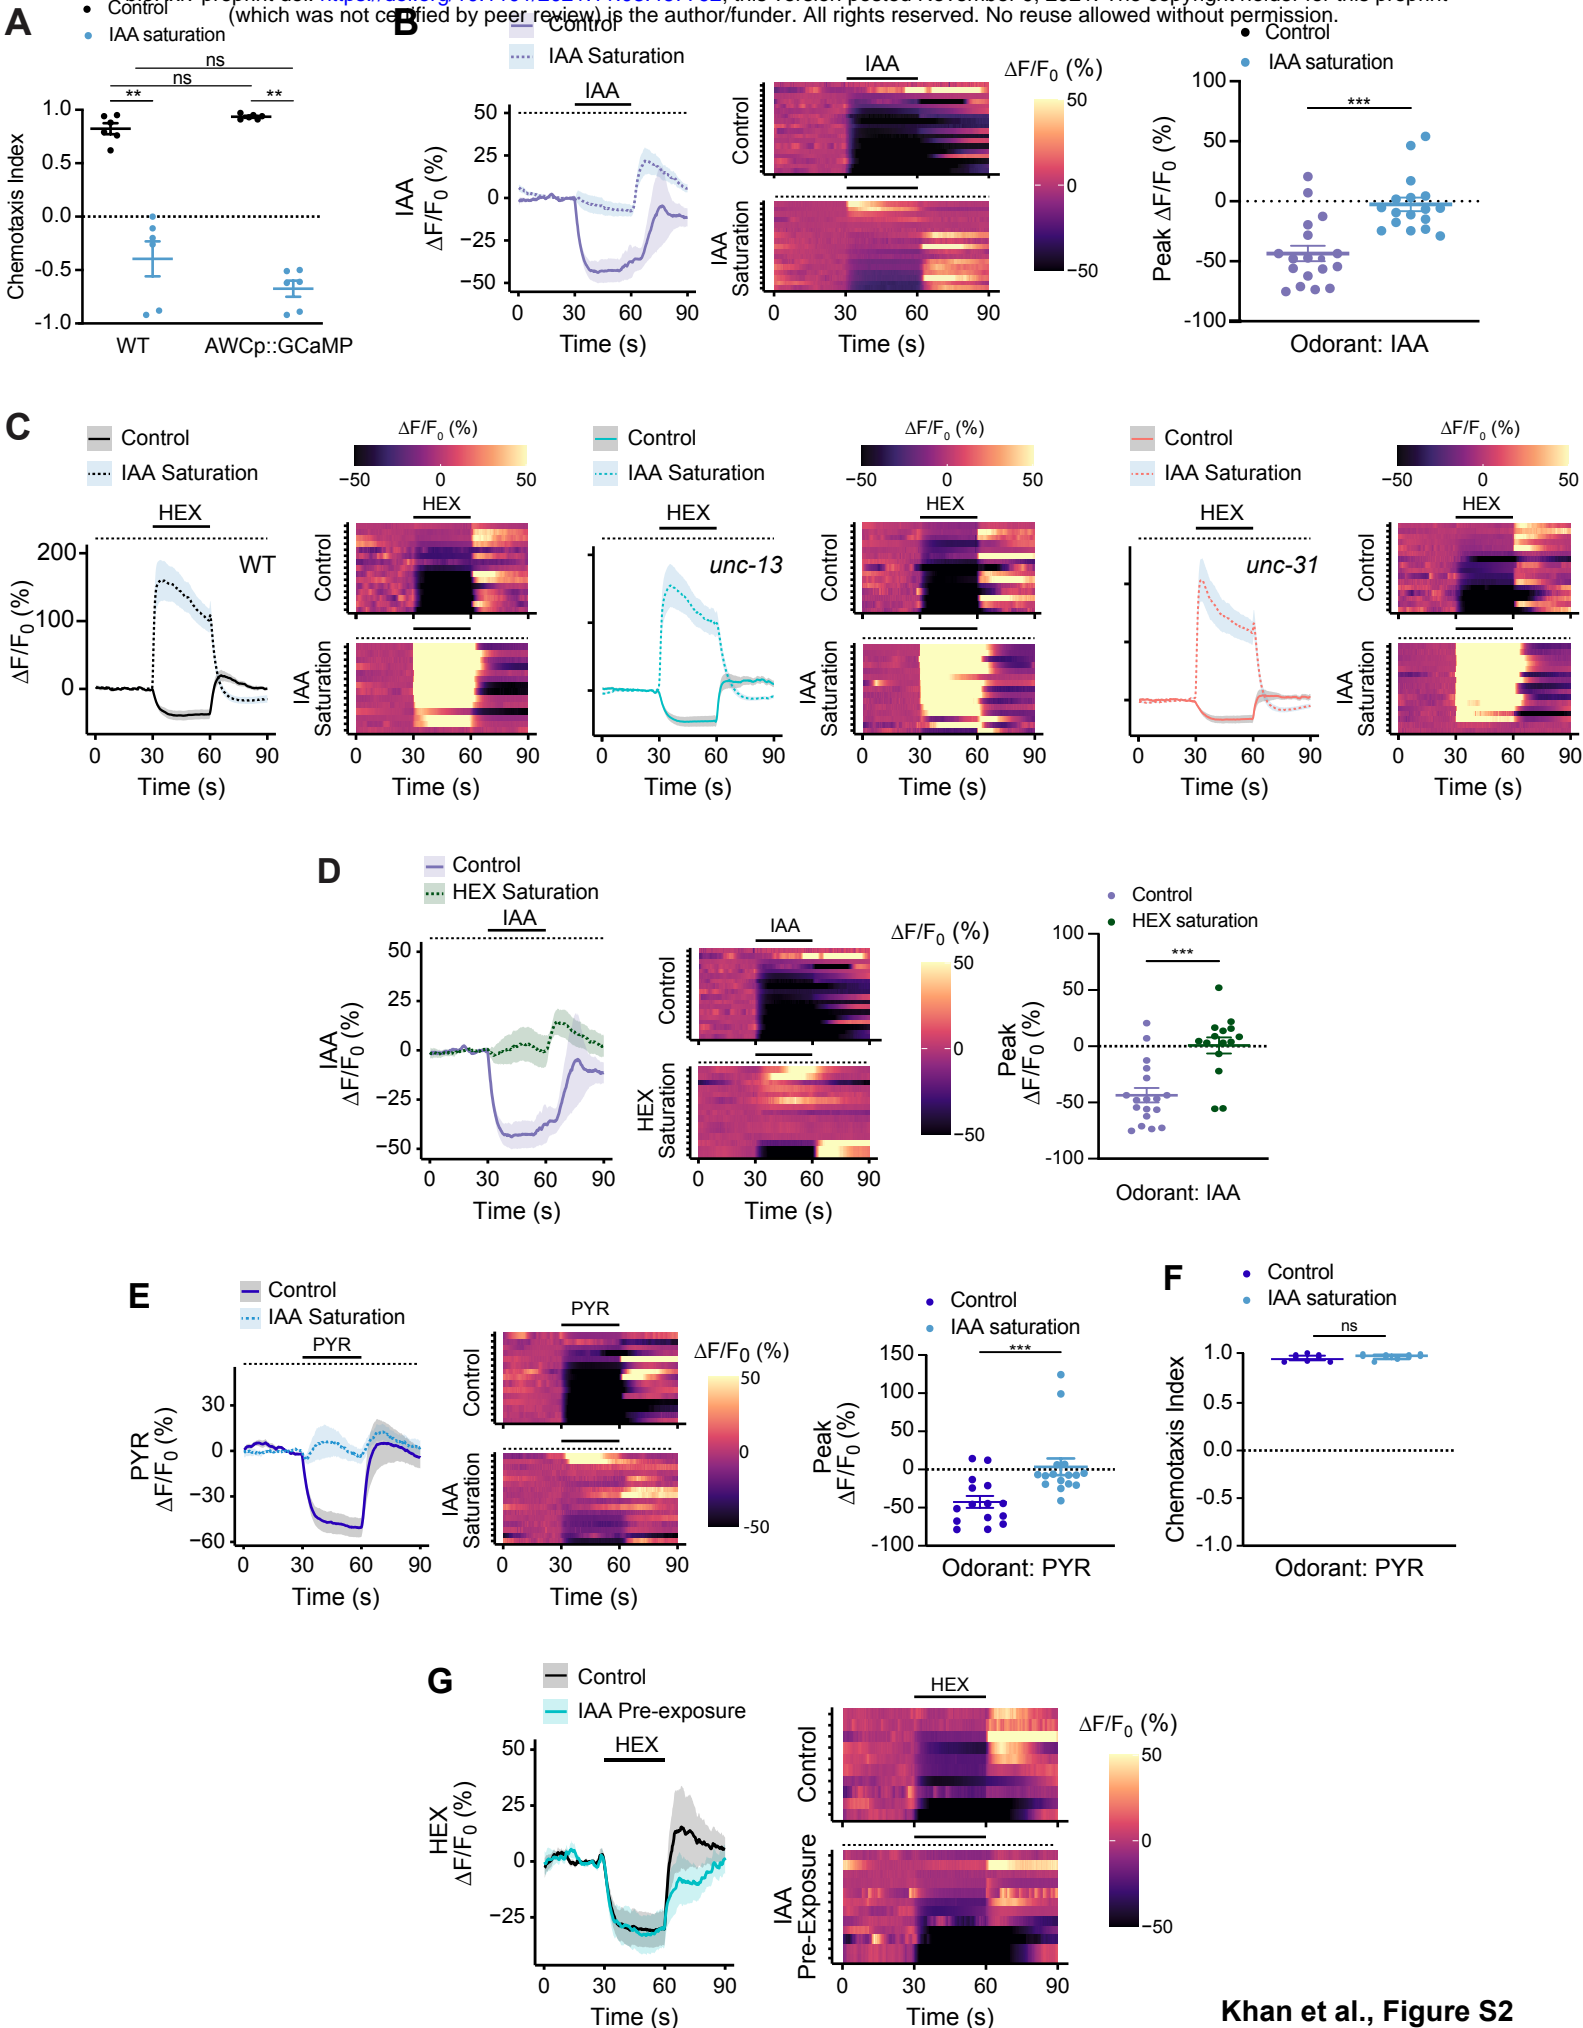 (which was not certified by peer review) is the author/funder. All rights reserved. No reuse allowed without permission.
A
Control
IAA saturation
ns
ns
**
**
Chemotaxis Index
1.0
0.5
0.0
-0.5
-1.0
WT
AWCp::GCaMP
B
Control
IAA Saturation
IAA
IAA
ΔF/F0 (%)
50
25
0
−25
−50
0
30
60
90
Time (s)
IAA
Control
IAA
Saturation
0
30
60
90
Time (s)
ΔF/F0 (%)
50
0
−50
Control
IAA saturation
***
Peak ΔF/F0 (%)
100
50
0
-50
-100
Odorant: IAA
C
Control
IAA Saturation
HEX
WT
ΔF/F0 (%)
200
100
0
0
30
60
90
Time (s)
ΔF/F0 (%)
−50
0
50
HEX
Control
IAA
Saturation
0
30
60
90
Time (s)
Control
IAA Saturation
HEX
unc-13
0
30
60
90
Time (s)
ΔF/F0 (%)
−50
0
50
HEX
Control
IAA
Saturation
0
30
60
90
Time (s)
Control
IAA Saturation
HEX
unc-31
0
30
60
90
Time (s)
ΔF/F0 (%)
−50
0
50
HEX
Control
IAA
Saturation
0
30
60
90
Time (s)
D
Control
HEX Saturation
IAA
IAA
ΔF/F0 (%)
50
25
0
−25
−50
0
30
60
90
Time (s)
IAA
Control
HEX
Saturation
0
30
60
90
Time (s)
ΔF/F0 (%)
50
0
−50
Control
HEX saturation
***
Peak
ΔF/F0 (%)
100
50
0
-50
-100
Odorant: IAA
E
Control
IAA Saturation
PYR
PYR
ΔF/F0 (%)
30
0
−30
−60
0
30
60
90
Time (s)
PYR
Control
IAA
Saturation
0
30
60
90
Time (s)
ΔF/F0 (%)
50
0
-50
Control
IAA saturation
***
Peak
ΔF/F0 (%)
150
100
50
0
-50
-100
Odorant: PYR
F
Control
IAA saturation
ns
Chemotaxis Index
1.0
0.5
0.0
-0.5
-1.0
Odorant: PYR
G
Control
IAA Pre-exposure
HEX
HEX
ΔF/F0 (%)
50
25
0
−25
0
30
60
90
Time (s)
HEX
Control
IAA
Pre-Exposure
0
30
60
90
Time (s)
ΔF/F0 (%)
50
0
−50
Khan et al., Figure S2